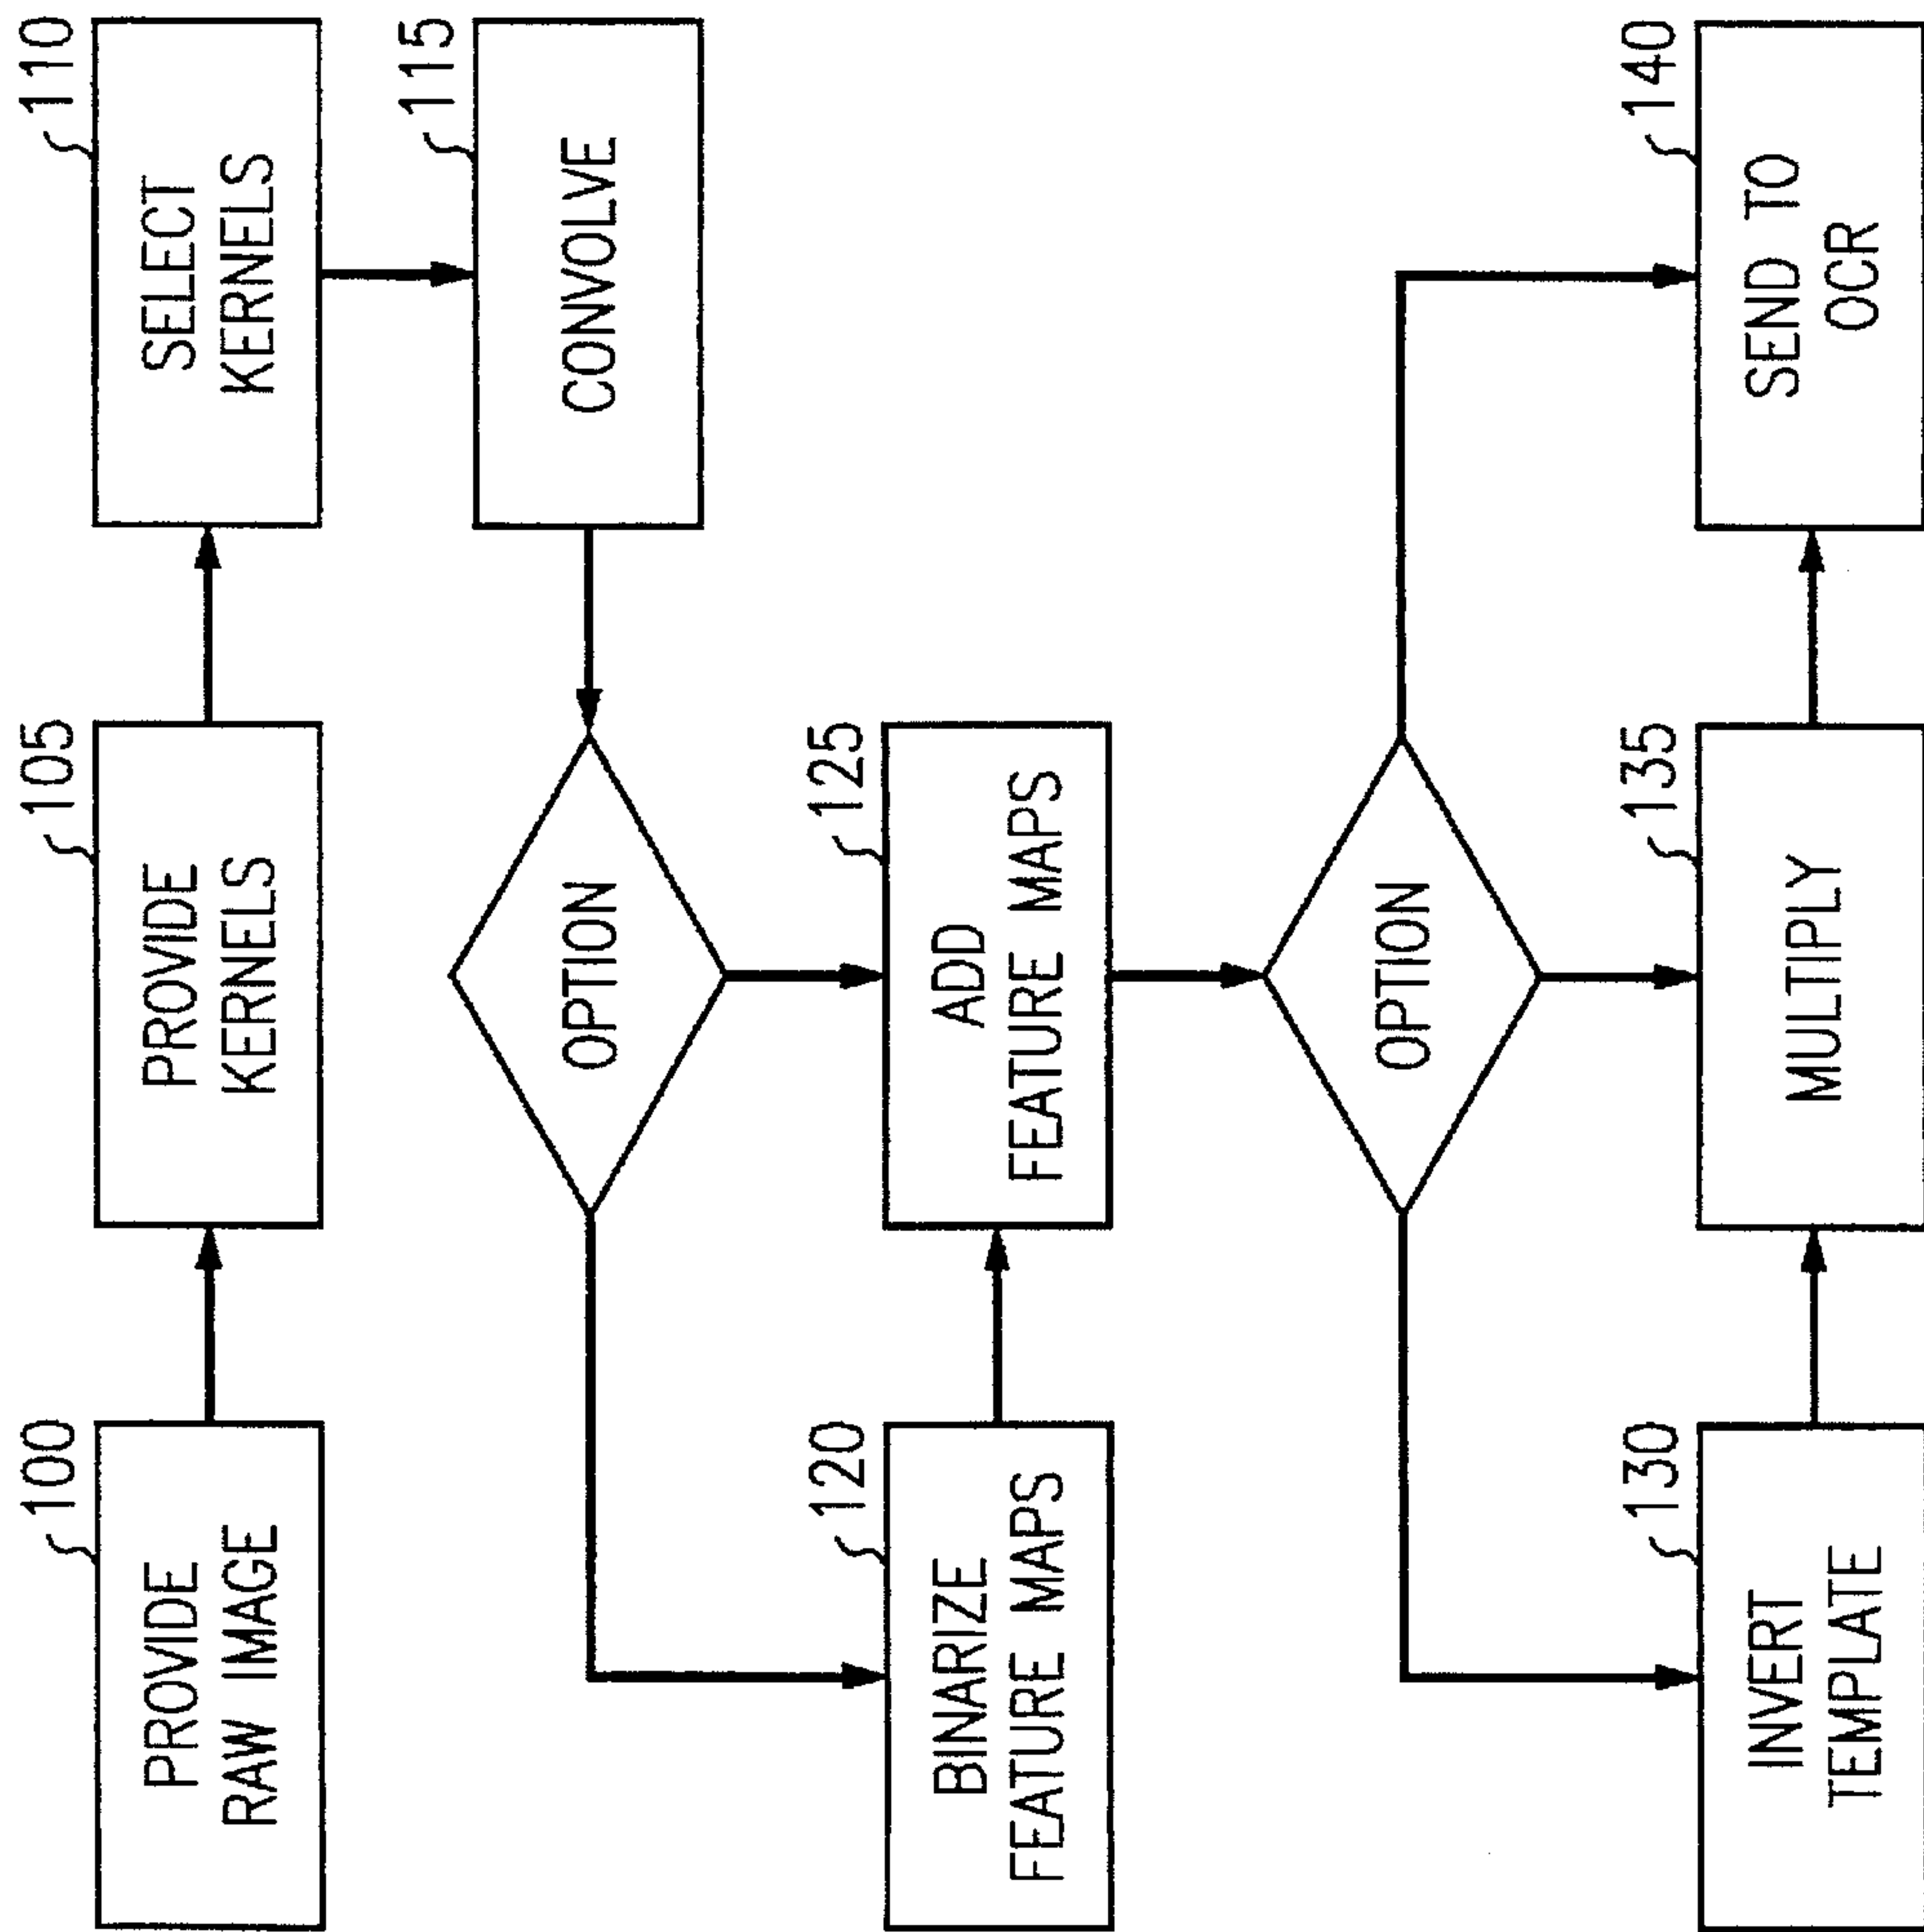 100
PROVIDE
RAW IMAGE
105
PROVIDE
KERNELS
110
SELECT
KERNELS
115
CONVOLVE
OPTION
120
BINARIZE
FEATURE MAPS
125
ADD
FEATURE MAPS
OPTION
130
INVERT
TEMPLATE
135
MULTIPLY
140
SEND TO
OCR